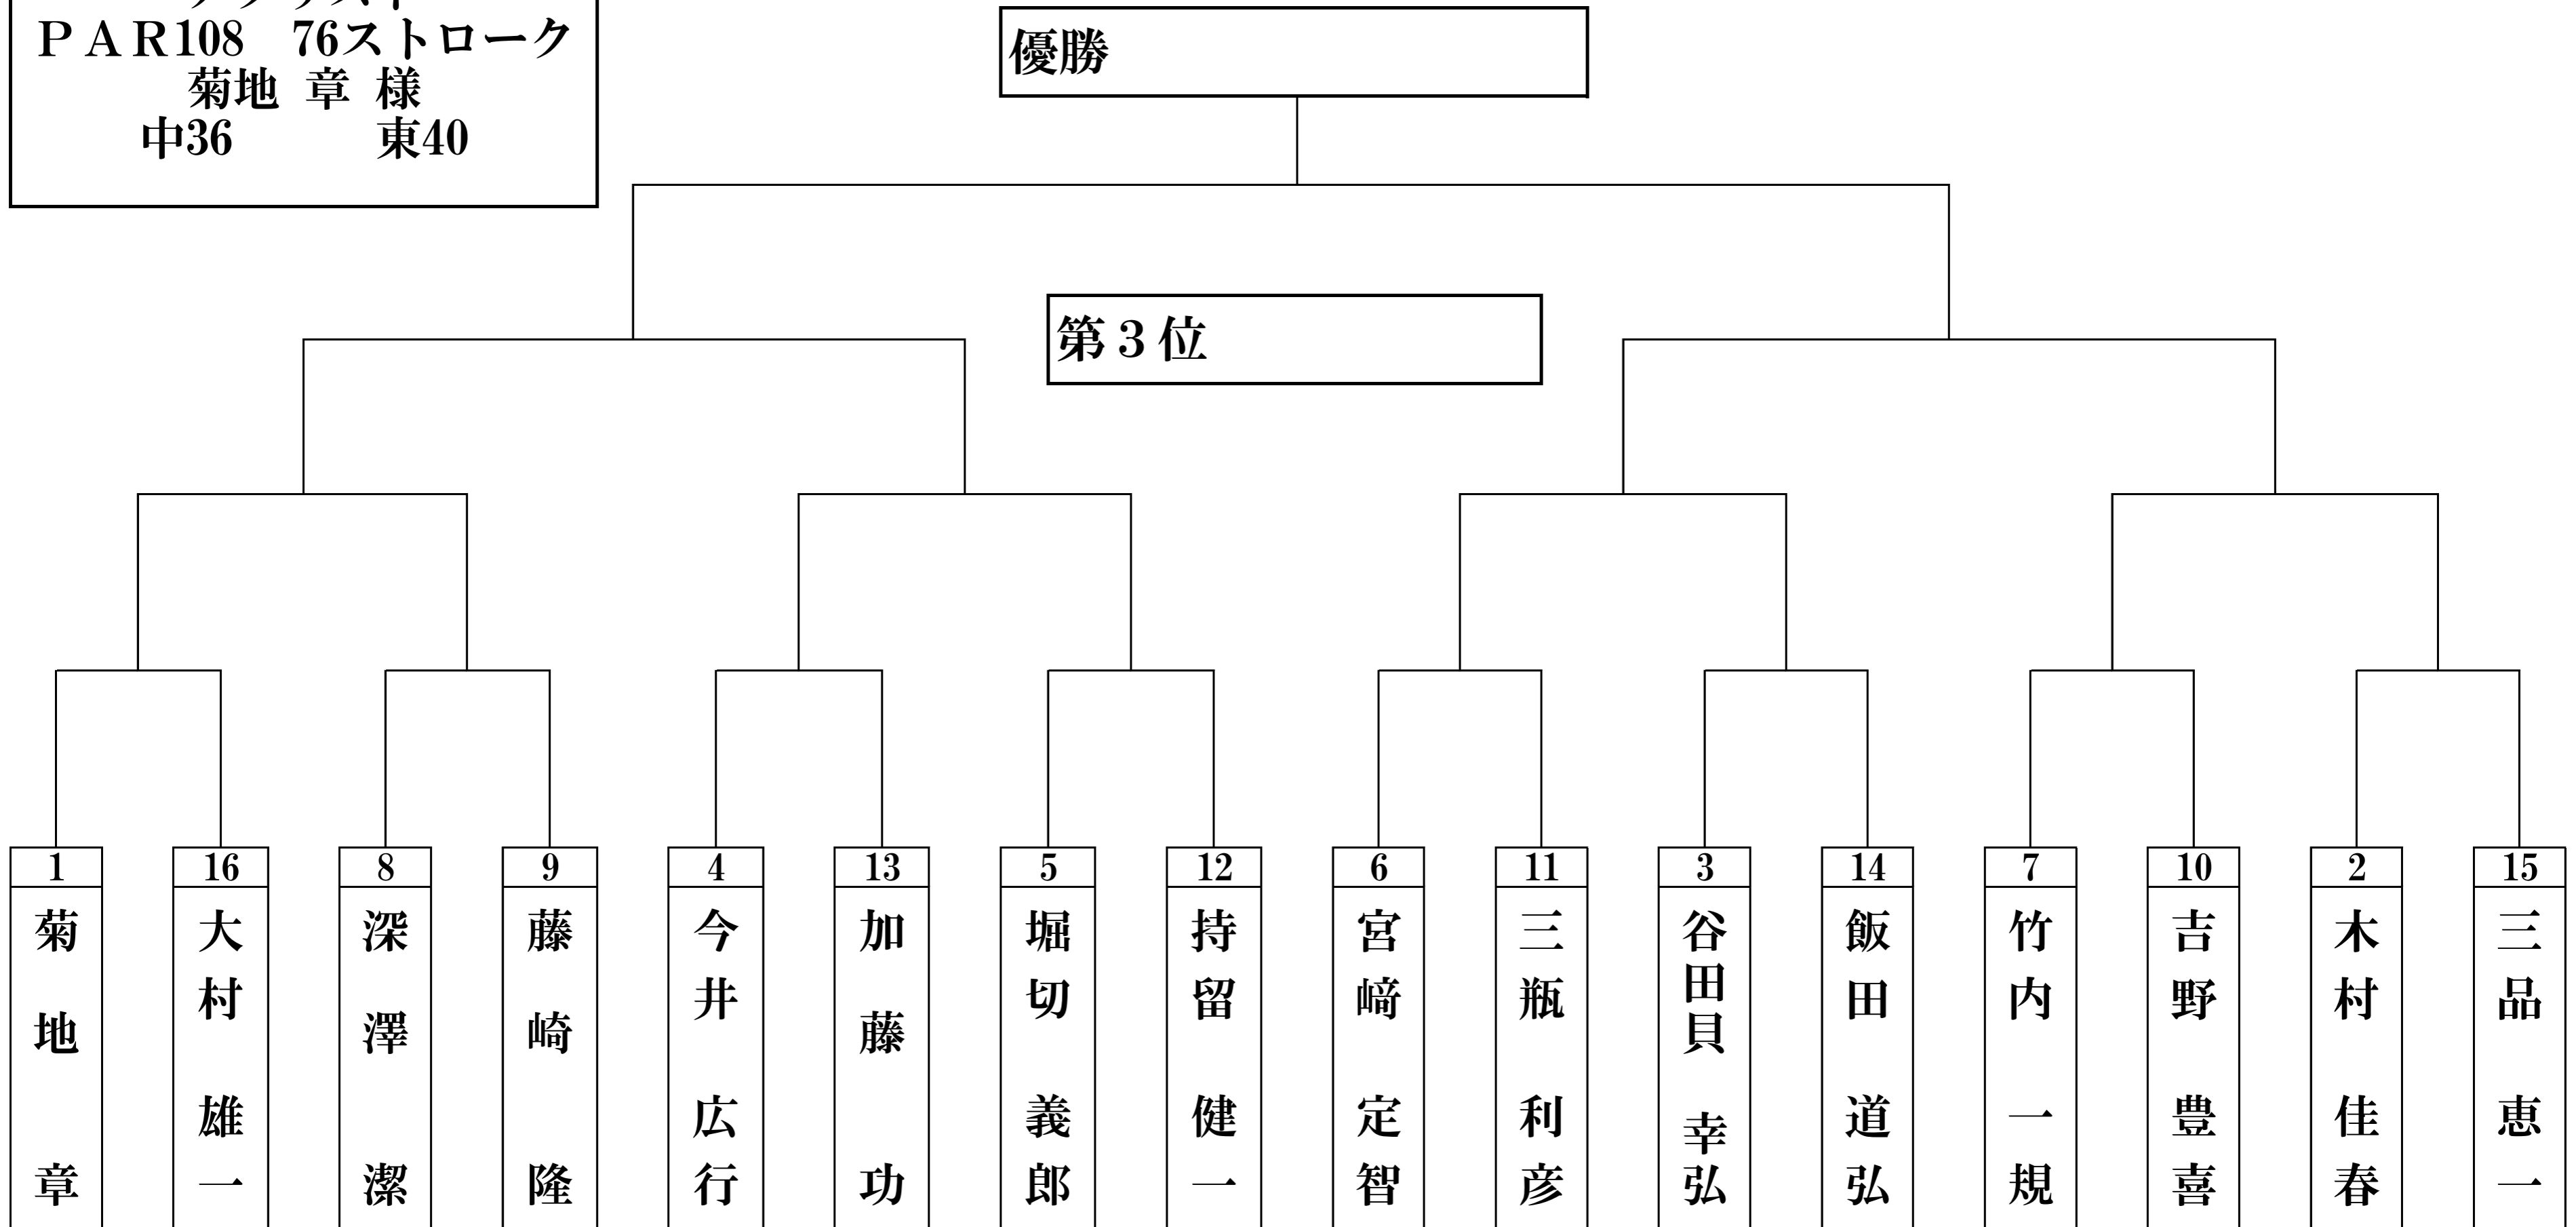 ＰＡＲ108　76ストローク
菊地 章 様
中36　東40
優勝
第３位
1
菊地 章
16
大村 雄一
8
深澤 潔
9
藤崎 隆
4
今井 広行
13
加藤 功
5
堀切 義郎
12
持留 健一
6
宮﨑 定智
11
三瓶 利彦
3
谷田貝 幸弘
14
飯田 道弘
7
竹内 一規
10
吉野 豊喜
2
木村 佳春
15
三品 恵一